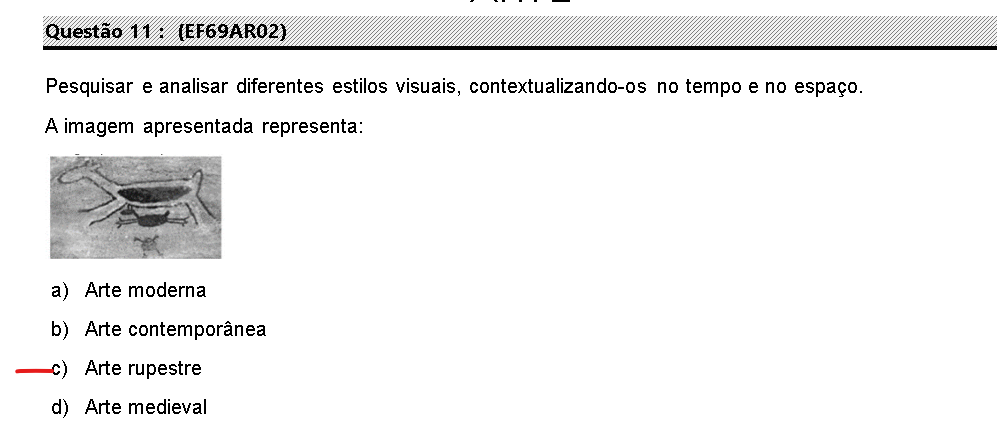 Questão 11 : (EF69AR02)
Pesquisar e analisar diferentes estilos visuais, contextualizando-os no tempo e no espaço.
A imagem apresentada representa:
a) Arte moderna
b) Arte contemporânea
c) Arte rupestre
d) Arte medieval